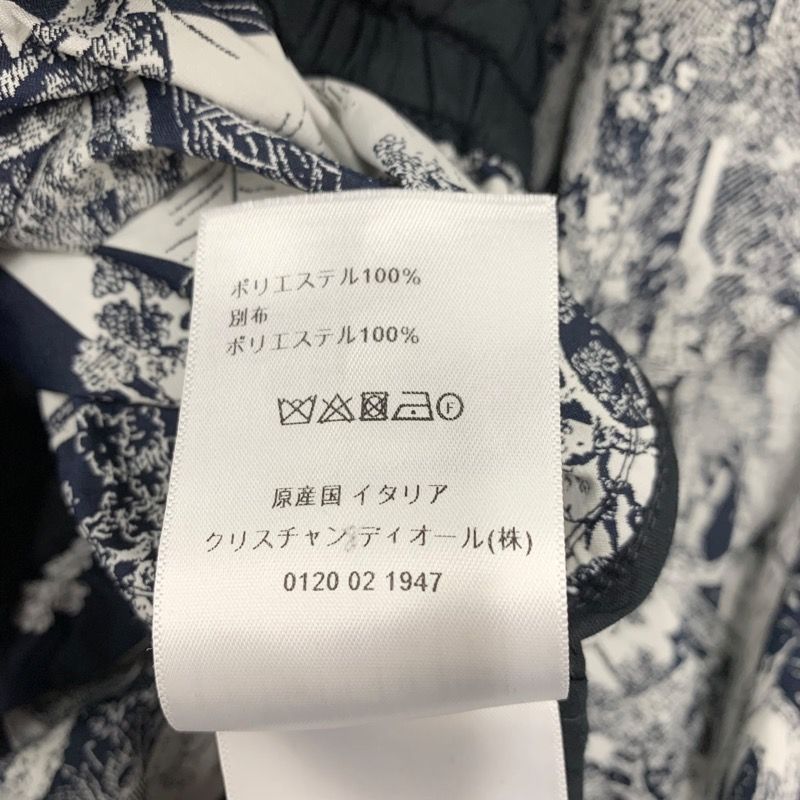 ポリエステル100%
別布
ポリエステル100%
F
原産国 イタリア
クリスチャン ディオール(株)
0120 02 1947